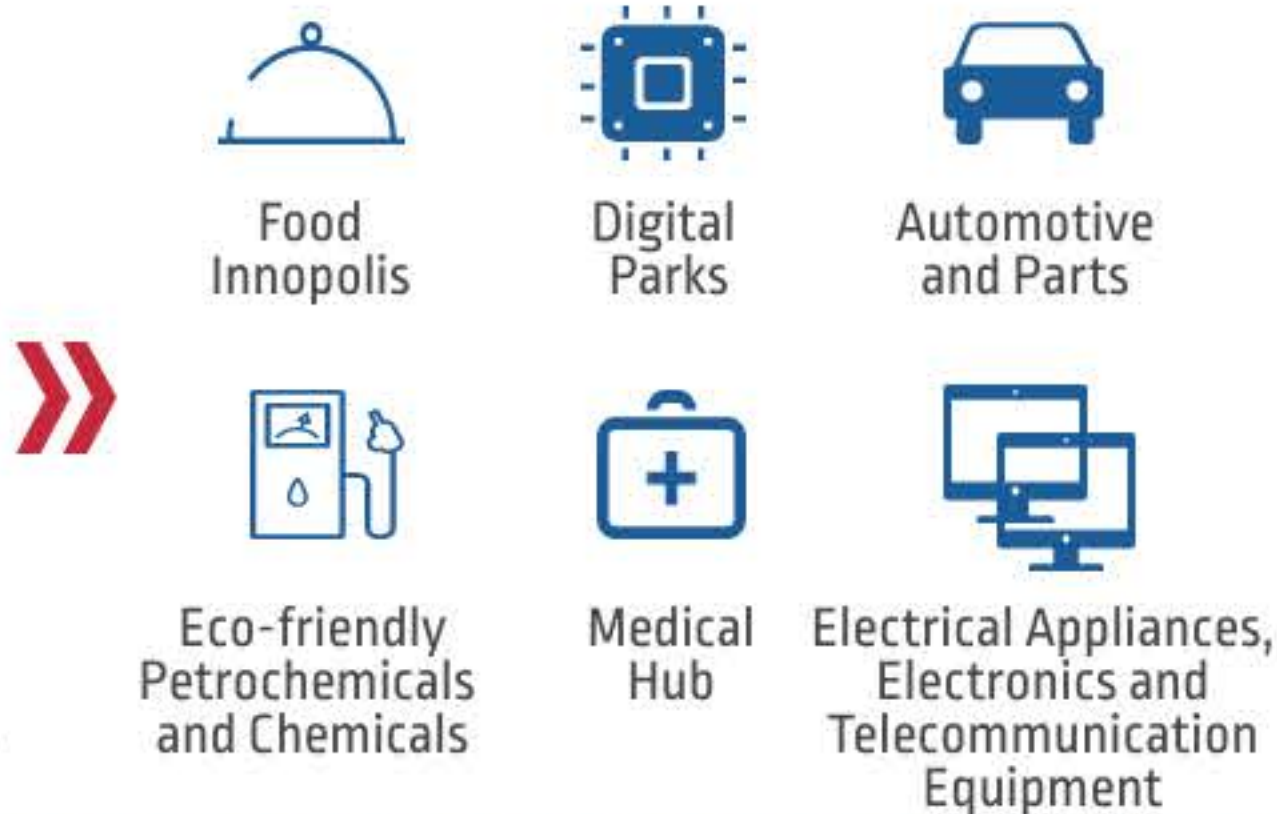 Food
Innopolis
Digital
Parks
Automotive
and Parts
Eco-friendly
Petrochemicals
and Chemicals
Medical
Hub
Electrical Appliances,
Electronics and
Telecommunication
Equipment